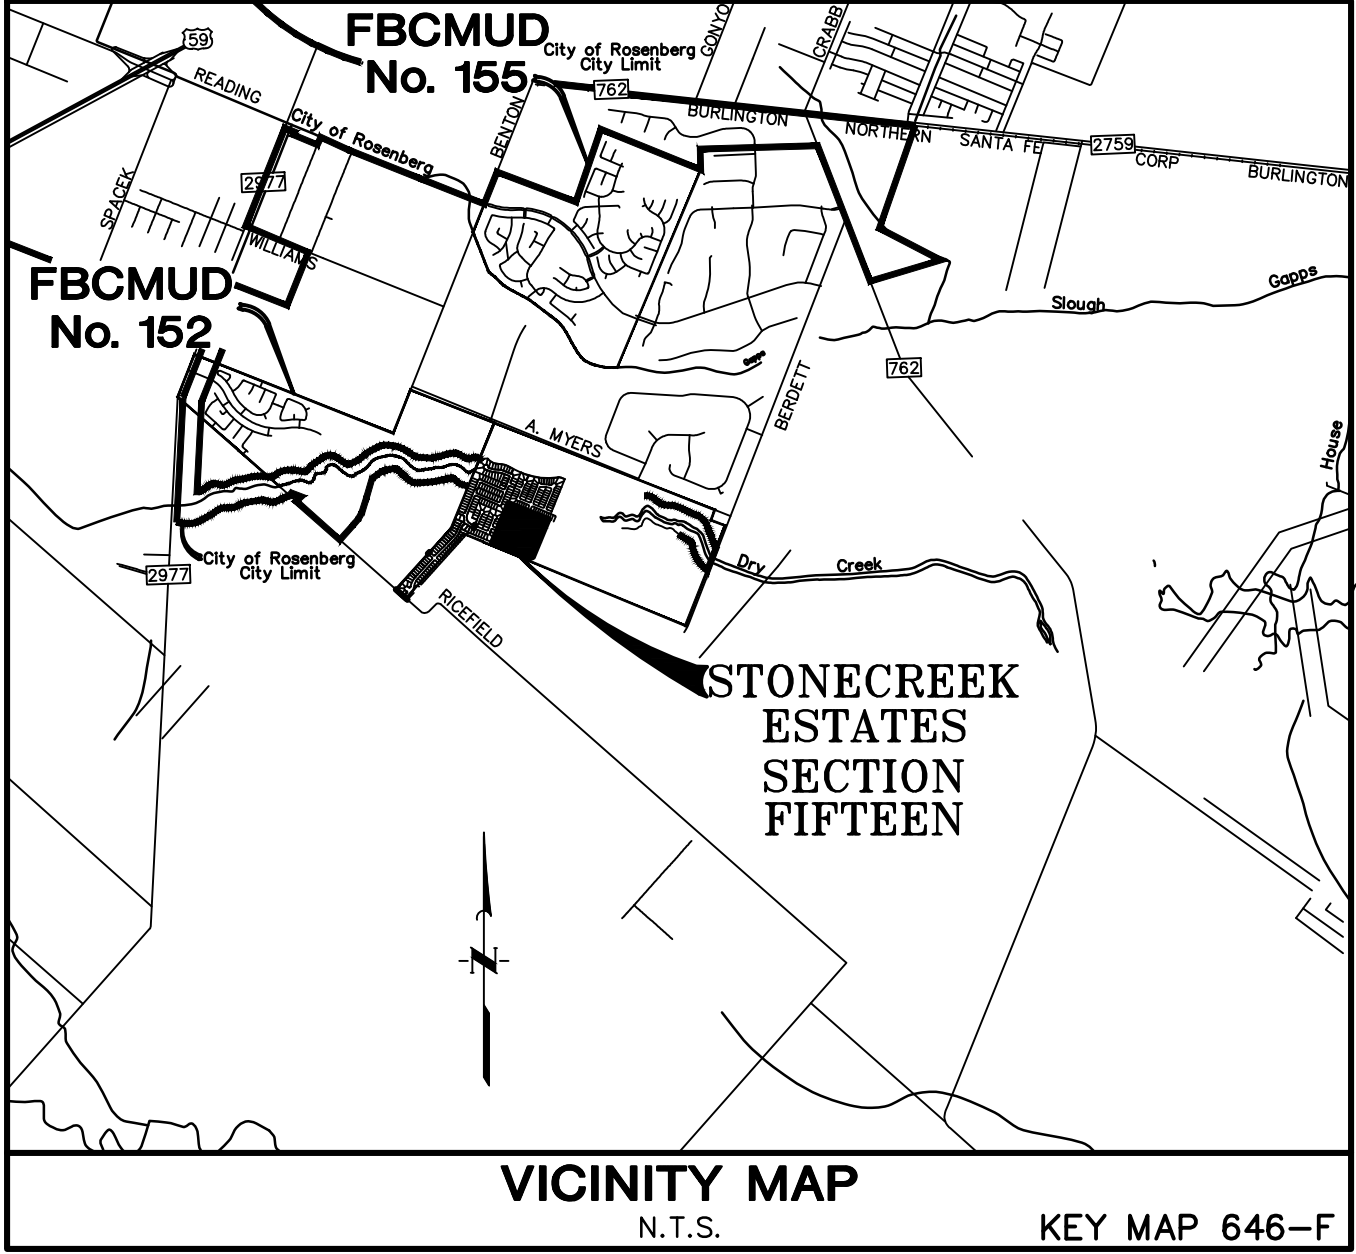 FBCMUD
No. 155
59
READING
City of Rosenberg
City Limit
GONYO
CRABB
762
BENTON
City of Rosenberg
BURLINGTON
NORTHERN
SANTA FE
2759
CORP
BURLINGTON
2977
SPACEK
WILLIAMS
FBCMUD
No. 152
Gapps
Slough
Gapps
762
BERDETT
A. MYERS
House
City of Rosenberg
City Limit
2977
Dry
Creek
RICEFIELD
STONECREEK
ESTATES
SECTION
FIFTEEN
N
VICINITY MAP
N.T.S.
KEY MAP 646-F